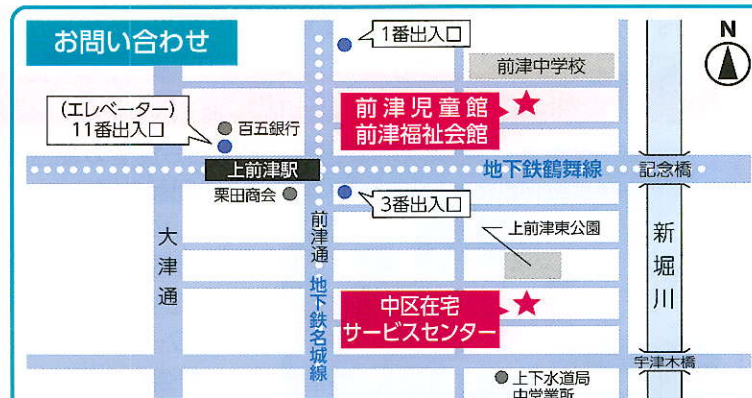 お問い合わせ
1番出入口
N
前津中学校
(エレベーター)
11番出入口
百五銀行
前津児童館
前津福祉会館
上前津駅
地下鉄鶴舞線
記念橋
栗田商会
3番出入口
大津通
前津通
地下鉄名城線
上前津東公園
新堀川
中区在宅
サービスセンター
宇津木橋
上下水道局
中営業所